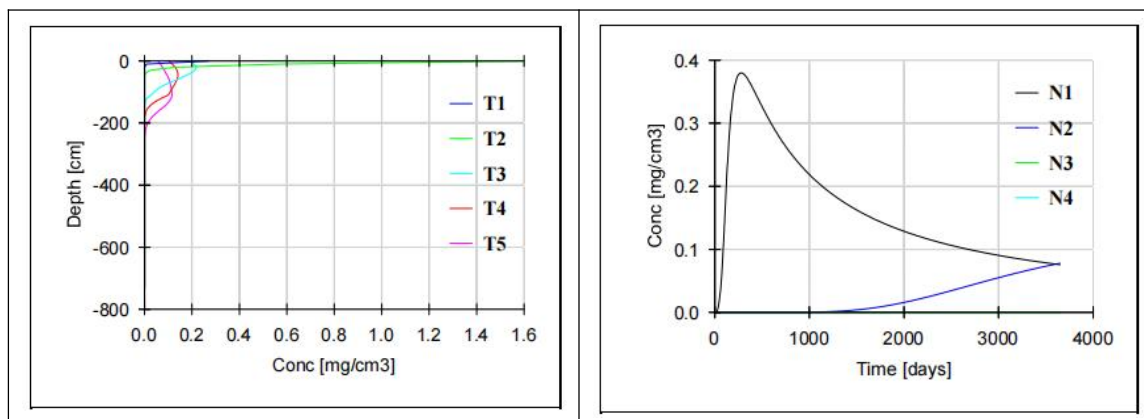 0
-200
-400
-600
-800
Depth [cm]
0.0 0.2 0.4 0.6 0.8 1.0 1.2 1.4 1.6
Conc [mg/cm3]
T1
T2
T3
T4
T5
0.4
0.3
0.2
0.1
0.0
Conc [mg/cm3]
0 1000 2000 3000 4000
Time [days]
N1
N2
N3
N4